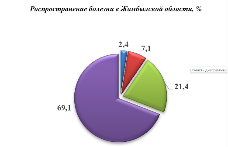 Распространение болезни в Жамбылской области, %
2,4
7,1
21,4
69,1